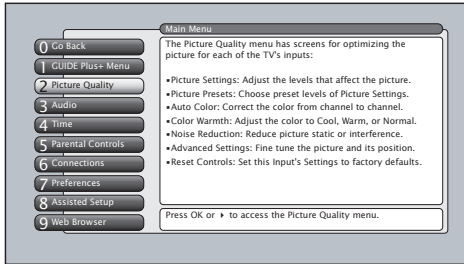 Main Menu
0 Go Back
1 GUIDE Plus+ Menu
2 Picture Quality
3 Audio
4 Time
5 Parental Controls
6 Connections
7 Preferences
8 Assisted Setup
9 Web Browser
The Picture Quality menu has screens for optimizing the
picture for each of the TV's inputs:
▪Picture Settings: Adjust the levels that affect the picture.
▪Picture Presets: Choose preset levels of Picture Settings.
▪Auto Color: Correct the color from channel to channel.
▪Color Warmth: Adjust the color to Cool, Warm, or Normal.
▪Noise Reduction: Reduce picture static or interference.
▪Advanced Settings: Fine tune the picture and its position.
▪Reset Controls: Set this Input's Settings to factory defaults.
Press OK or ▸ to access the Picture Quality menu.